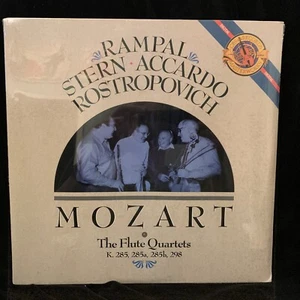 RAMPAL
STERN · ACCARDO
ROSTROPOVICH
MOZART
The Flute Quartets
K. 285, 285a, 285b, 298